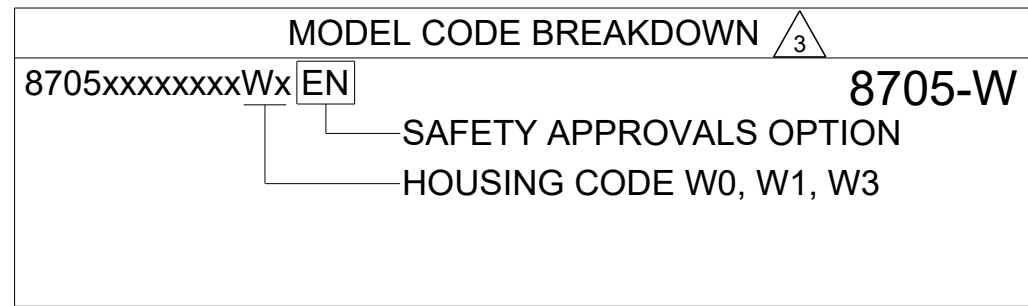 MODEL CODE BREAKDOWN 3
8705xxxxxxxxWx EN
8705-W
SAFETY APPROVALS OPTION
HOUSING CODE W0, W1, W3